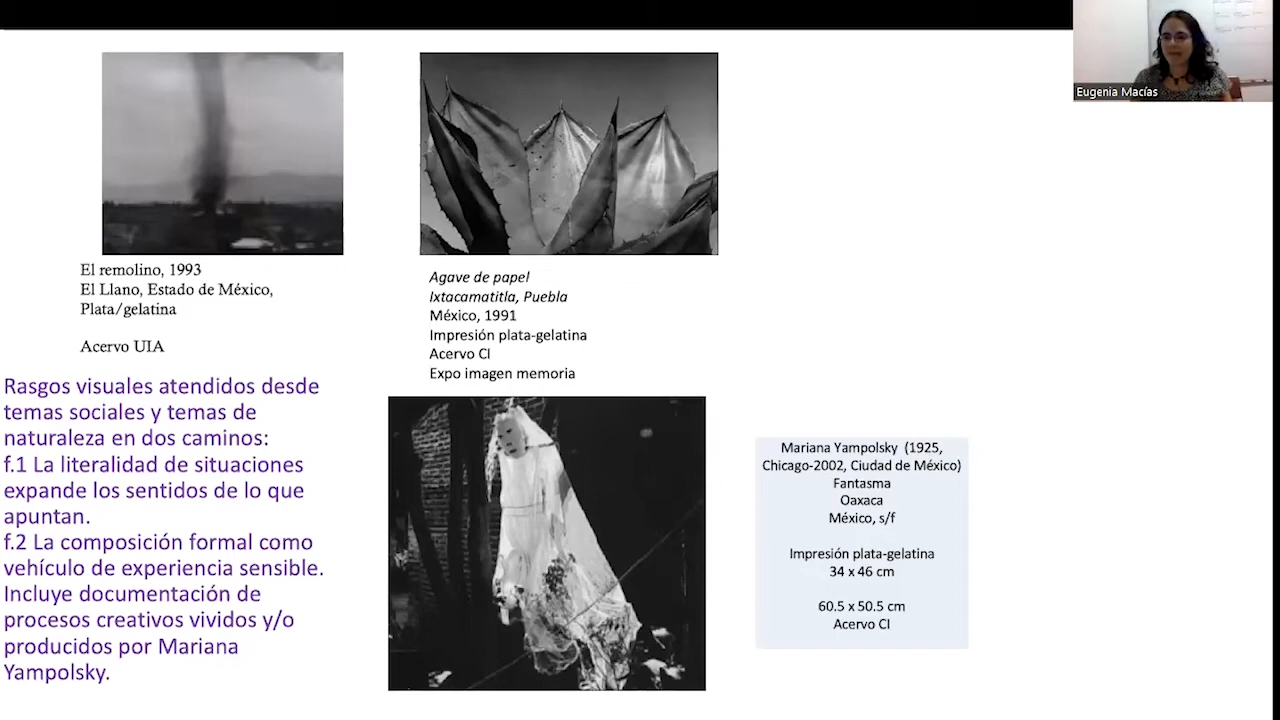 Eugenia Macías
El remolino, 1993
El Llano, Estado de México,
Plata/gelatina
Acervo UIA
Agave de papel
Ixtacamatitla, Puebla
México, 1991
Impresión plata-gelatina
Acervo CI
Expo imagen memoria
Rasgos visuales atendidos desde
temas sociales y temas de
naturaleza en dos caminos:
f.1 La literalidad de situaciones
expande los sentidos de lo que
apuntan.
f.2 La composición formal como
vehículo de experiencia sensible.
Incluye documentación de
procesos creativos vividos y/o
producidos por Mariana
Yampolsky.
Mariana Yampolsky (1925,
Chicago-2002, Ciudad de México)
Fantasma
Oaxaca
México, s/f
Impresión plata-gelatina
34 x 46 cm
60.5 x 50.5 cm
Acervo CI